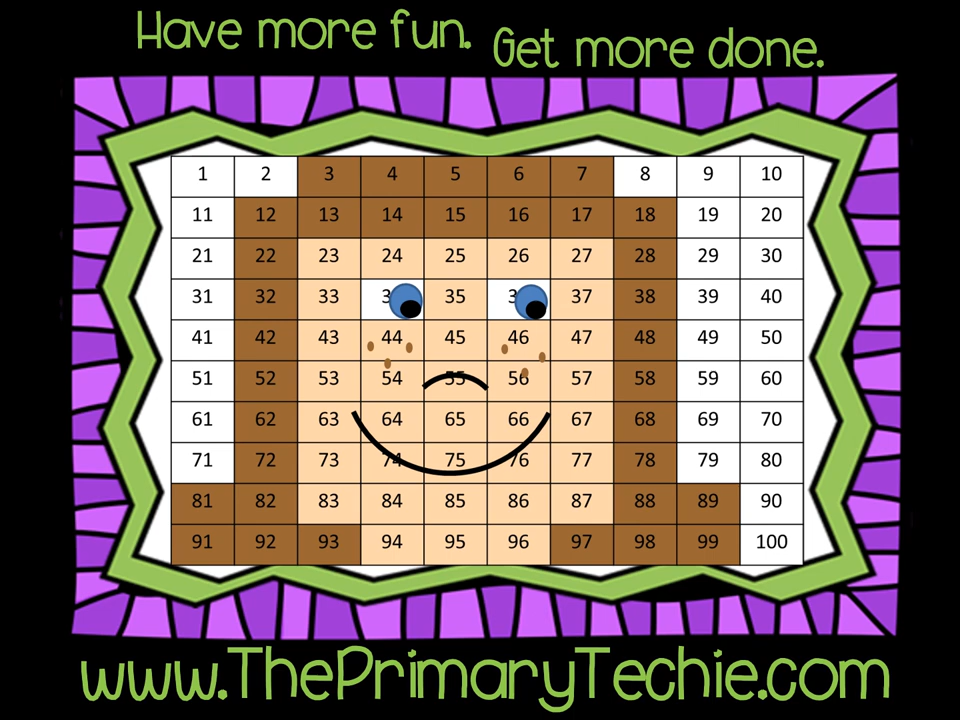 Have more fun. Get more done.
1 2 3 4 5 6 7 8 9 10
11 12 13 14 15 16 17 18 19 20
21 22 23 24 25 26 27 28 29 30
31 32 33 3 35 3 37 38 39 40
41 42 43 44 45 46 47 48 49 50
51 52 53 54 55 56 57 58 59 60
61 62 63 64 65 66 67 68 69 70
71 72 73 74 75 76 77 78 79 80
81 82 83 84 85 86 87 88 89 90
91 92 93 94 95 96 97 98 99 100
www.ThePrimaryTechie.com